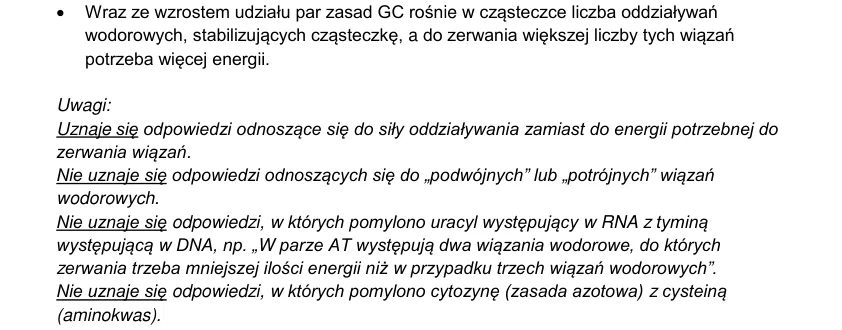 • Wraz ze wzrostem udziału par zasad GC rośnie w cząsteczce liczba oddziaływań
wodorowych, stabilizujących cząsteczkę, a do zerwania większej liczby tych wiązań
potrzeba więcej energii.
Uwagi:
Uznaje się odpowiedzi odnoszące się do siły oddziaływania zamiast do energii potrzebnej do
zerwania wiązań.
Nie uznaje się odpowiedzi odnoszących się do „podwójnych” lub „potrójnych” wiązań
wodorowych.
Nie uznaje się odpowiedzi, w których pomylono uracyl występujący w RNA z tyminą
występującą w DNA, np. „W parze AT występują dwa wiązania wodorowe, do których
zerwania trzeba mniejszej ilości energii niż w przypadku trzech wiązań wodorowych”.
Nie uznaje się odpowiedzi, w których pomylono cytozynę (zasada azotowa) z cysteiną
(aminokwas).